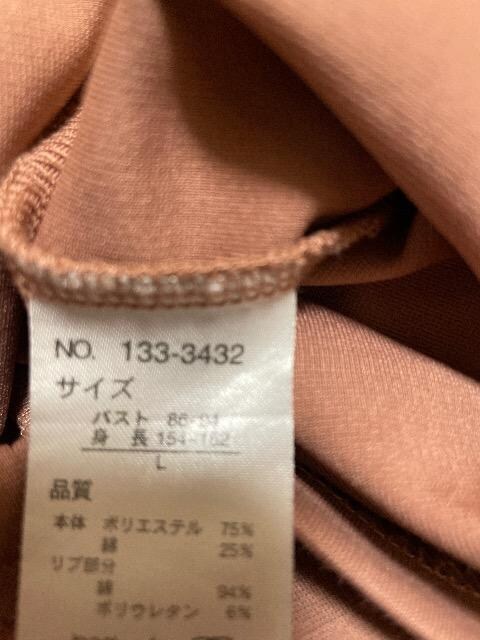 NO. 133-3432
サイズ
バスト 86-94
身 長 154-162
L
品質
本体 ポリエステル 75%
綿 25%
リブ部分
綿 94%
ポリウレタン 6%